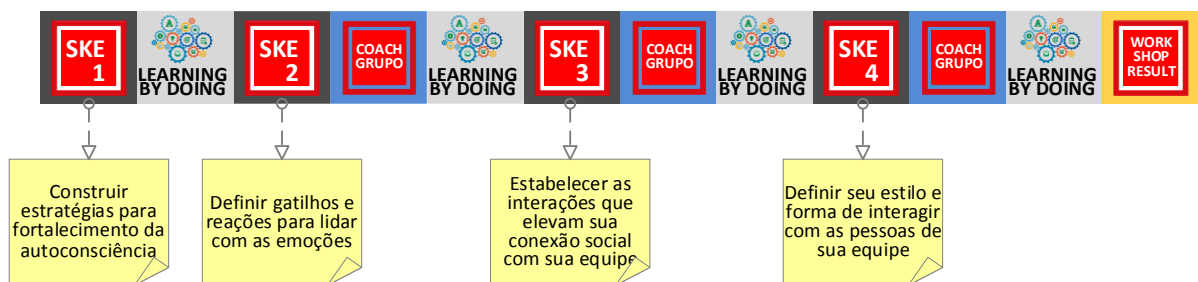 SKE
1
LEARNING
BY DOING
SKE
2
COACH
GRUPO
LEARNING
BY DOING
SKE
3
COACH
GRUPO
LEARNING
BY DOING
SKE
4
COACH
GRUPO
LEARNING
BY DOING
WORK
SHOP
RESULT
Construir
estratégias para
fortalecimento da
autoconsciência
Definir gatilhos e
reações para lidar
com as emoções
Estabelecer as
interações que
elevam sua
conexão social
com sua equipe
Definir seu estilo e
forma de interagir
com as pessoas de
sua equipe